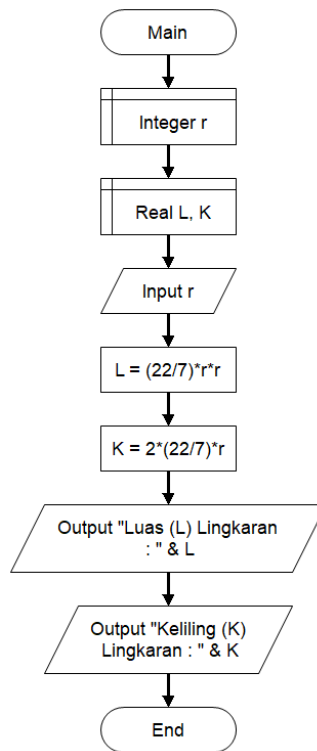 Main
Integer r
Real L, K
Input r
L = (22/7)*r*r
K = 2*(22/7)*r
Output "Luas (L) Lingkaran
: " & L
Output "Keliling (K)
Lingkaran : " & K
End